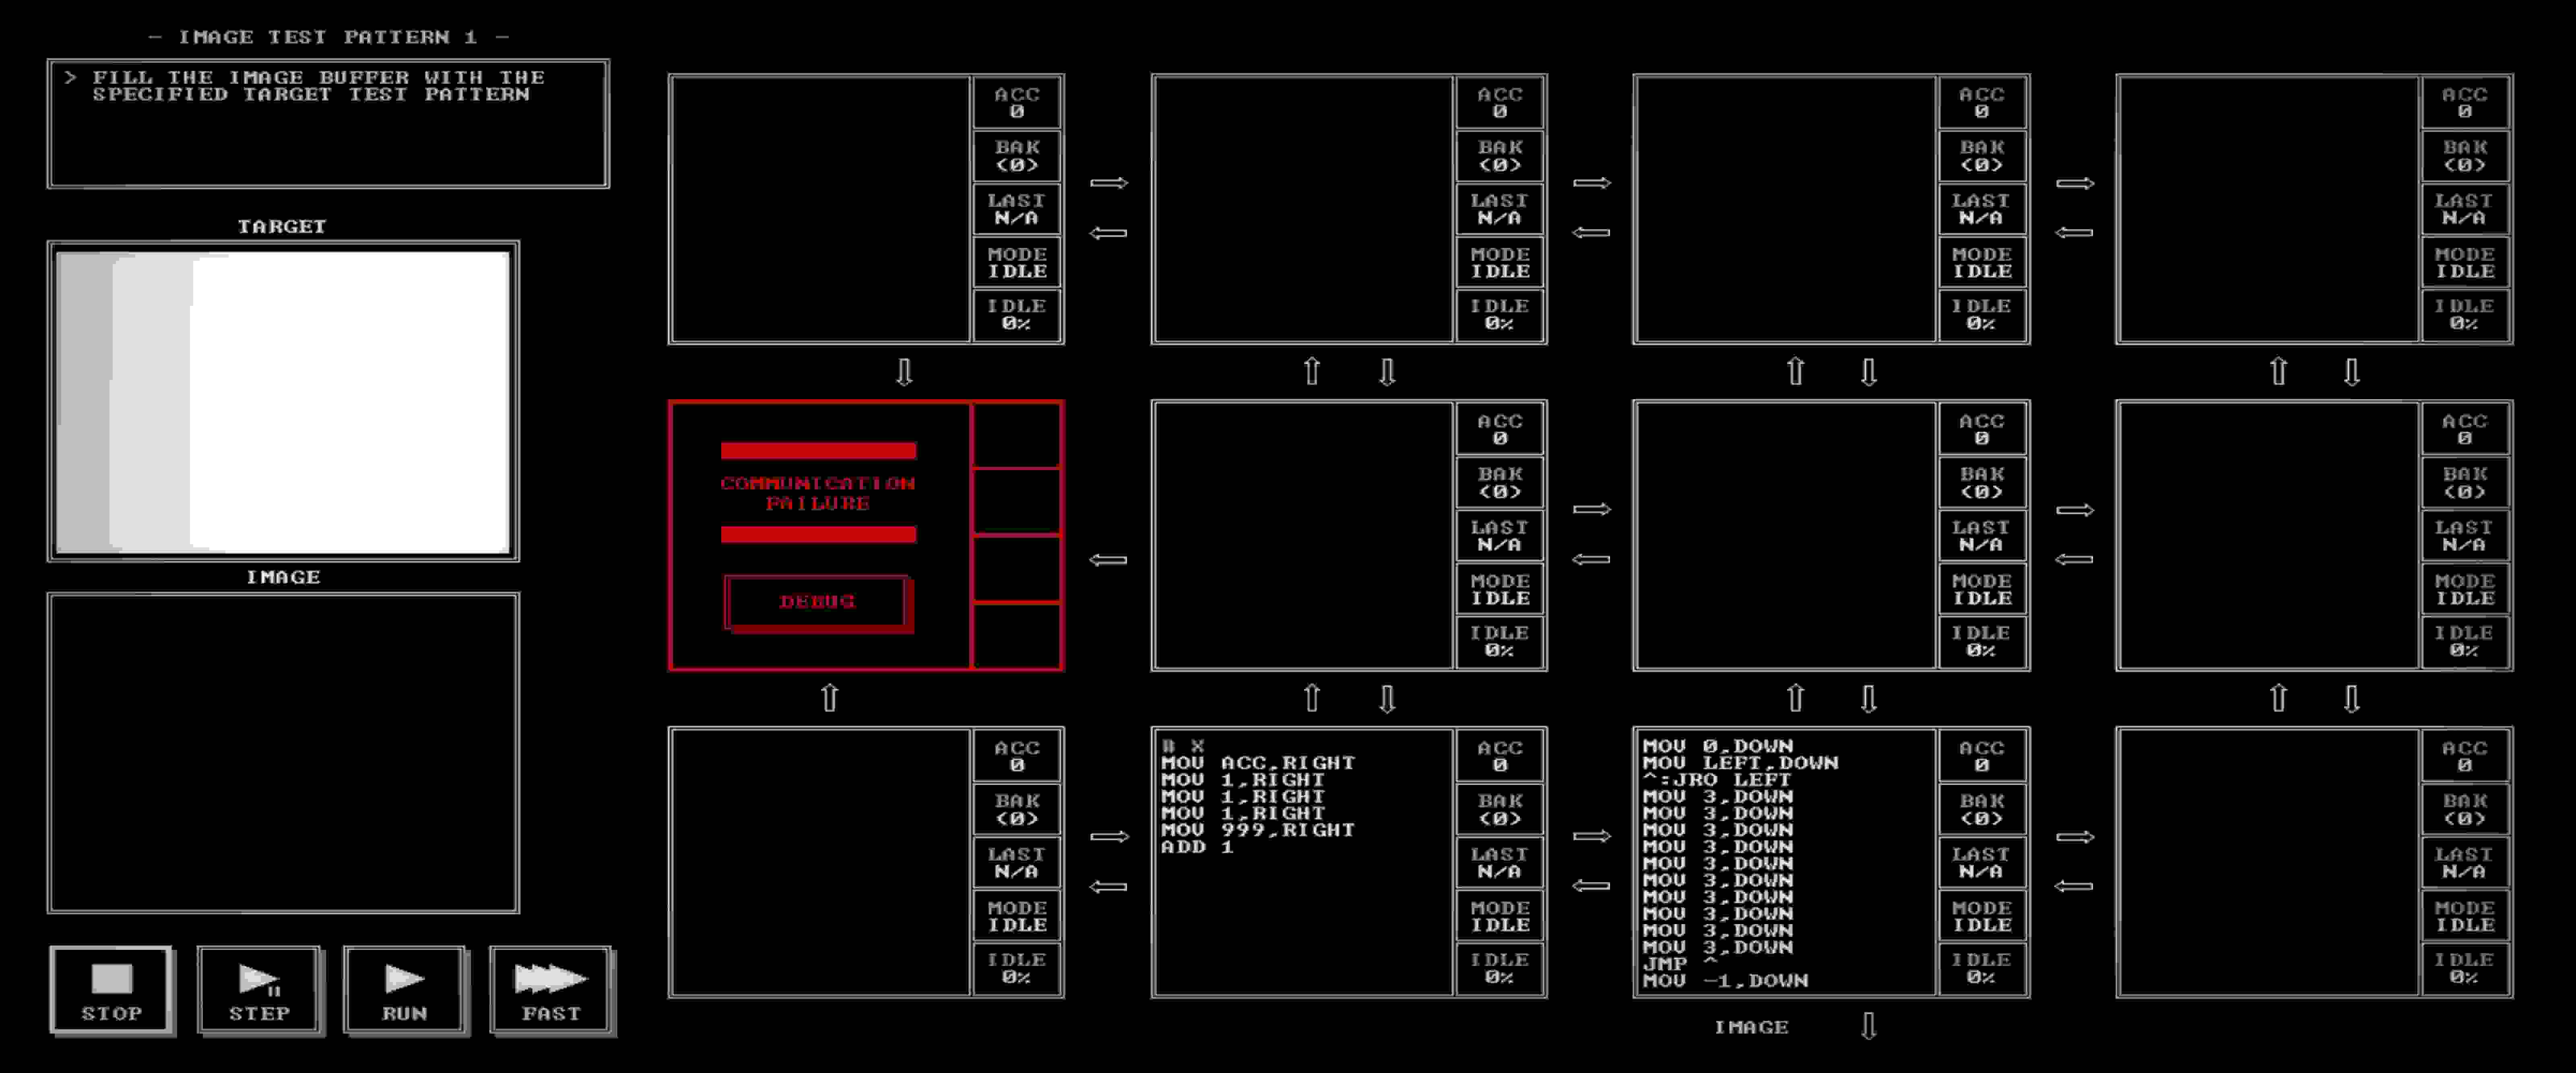 - IMAGE TEST PATTERN 1 -
> FILL THE IMAGE BUFFER WITH THE
SPECIFIED TARGET TEST PATTERN
TARGET
IMAGE
STOP
STEP
RUN
FAST
ACC
0
BAK
(0)
LAST
N/A
MODE
IDLE
IDLE
0%
ACC
0
BAK
(0)
LAST
N/A
MODE
IDLE
IDLE
0%
ACC
0
BAK
(0)
LAST
N/A
MODE
IDLE
IDLE
0%
ACC
0
BAK
(0)
LAST
N/A
MODE
IDLE
IDLE
0%
COMMUNICATION
FAILURE
DEBUG
ACC
0
BAK
(0)
LAST
N/A
MODE
IDLE
IDLE
0%
ACC
0
BAK
(0)
LAST
N/A
MODE
IDLE
IDLE
0%
ACC
0
BAK
(0)
LAST
N/A
MODE
IDLE
IDLE
0%
ACC
0
BAK
(0)
LAST
N/A
MODE
IDLE
IDLE
0%
# X
MOV ACC,RIGHT
MOV 1,RIGHT
MOV 1,RIGHT
MOV 1,RIGHT
MOV 999,RIGHT
ADD 1
ACC
0
BAK
(0)
LAST
N/A
MODE
IDLE
IDLE
0%
MOV 0,DOWN
MOV LEFT,DOWN
^:JRO LEFT
MOV 3,DOWN
MOV 3,DOWN
MOV 3,DOWN
MOV 3,DOWN
MOV 3,DOWN
MOV 3,DOWN
MOV 3,DOWN
MOV 3,DOWN
MOV 3,DOWN
MOV 3,DOWN
JMP ^
MOV -1,DOWN
ACC
0
BAK
(0)
LAST
N/A
MODE
IDLE
IDLE
0%
ACC
0
BAK
(0)
LAST
N/A
MODE
IDLE
IDLE
0%
IMAGE